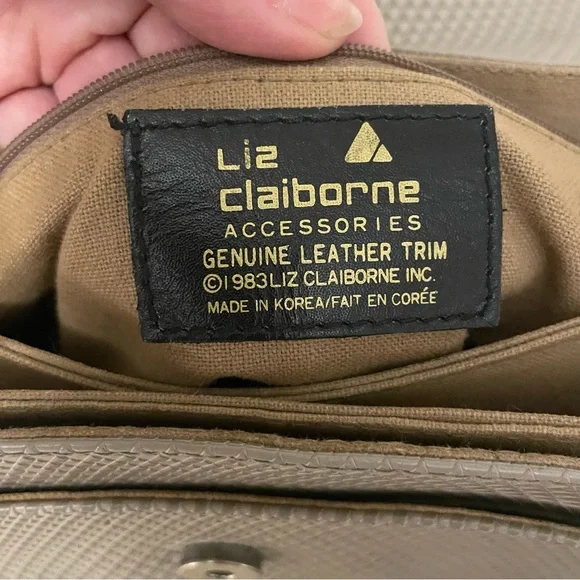 Liz
claiborne
ACCESSORIES
GENUINE LEATHER TRIM
©1983LIZ CLAIBORNE INC.
MADE IN KOREA/FAIT EN CORÉE